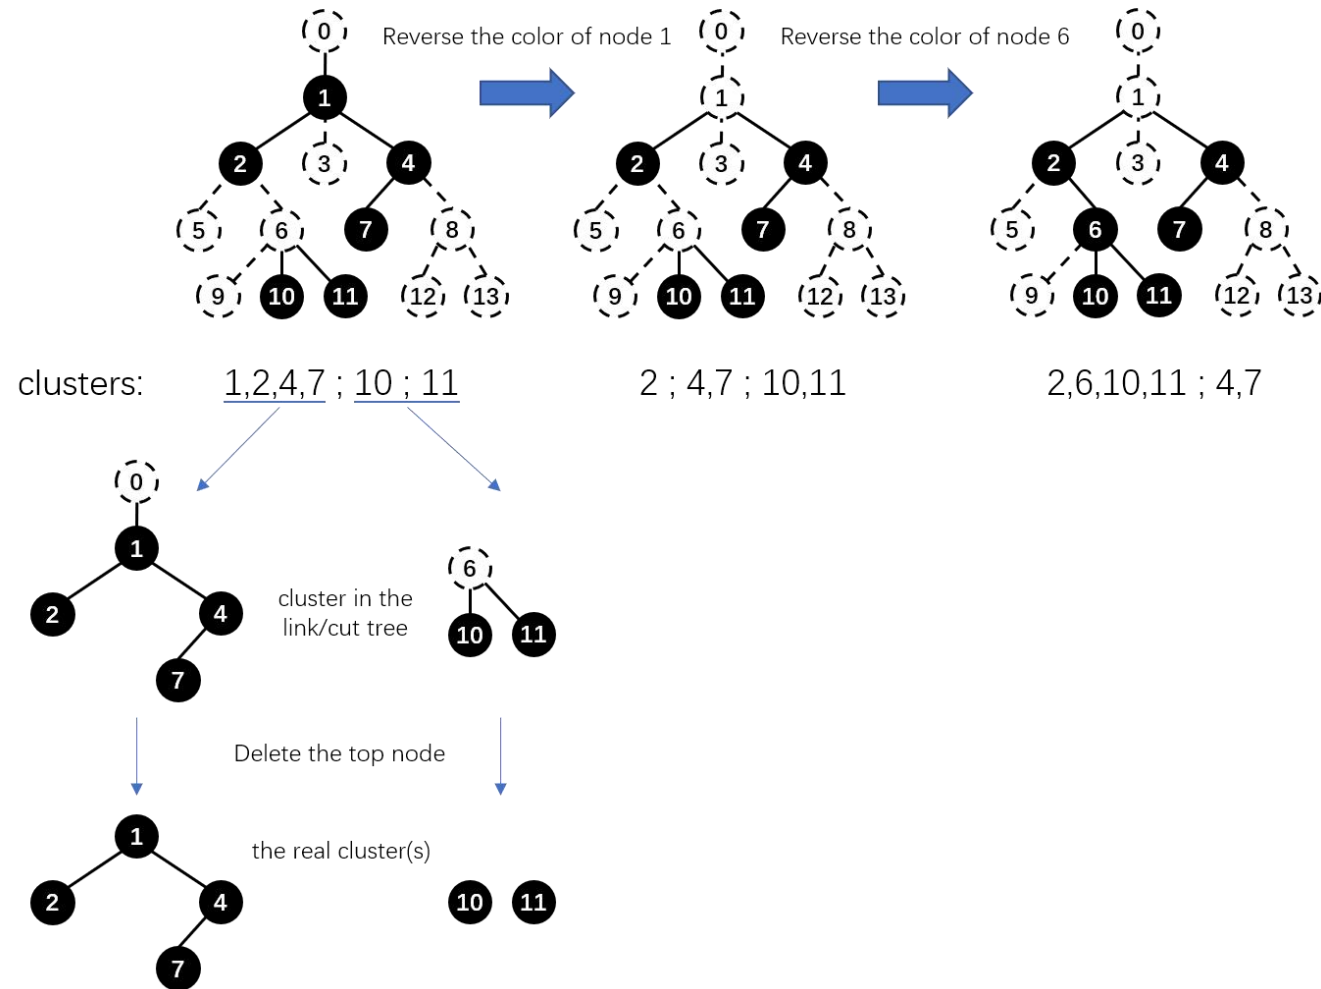 0 Reverse the color of node 1 0 Reverse the color of node 6 0
1 1 1
2 3 4 2 3 4 2 3 4
5 6 7 8 5 6 7 8 5 6 7 8
9 10 11 12 13 9 10 11 12 13 9 10 11 12 13
clusters: 1,2,4,7 ; 10 ; 11 2 ; 4,7 ; 10,11 2,6,10,11 ; 4,7
0
1
2 4
7
cluster in the
link/cut tree
6
10 11
Delete the top node
1
2 4
7
the real cluster(s)
10 11